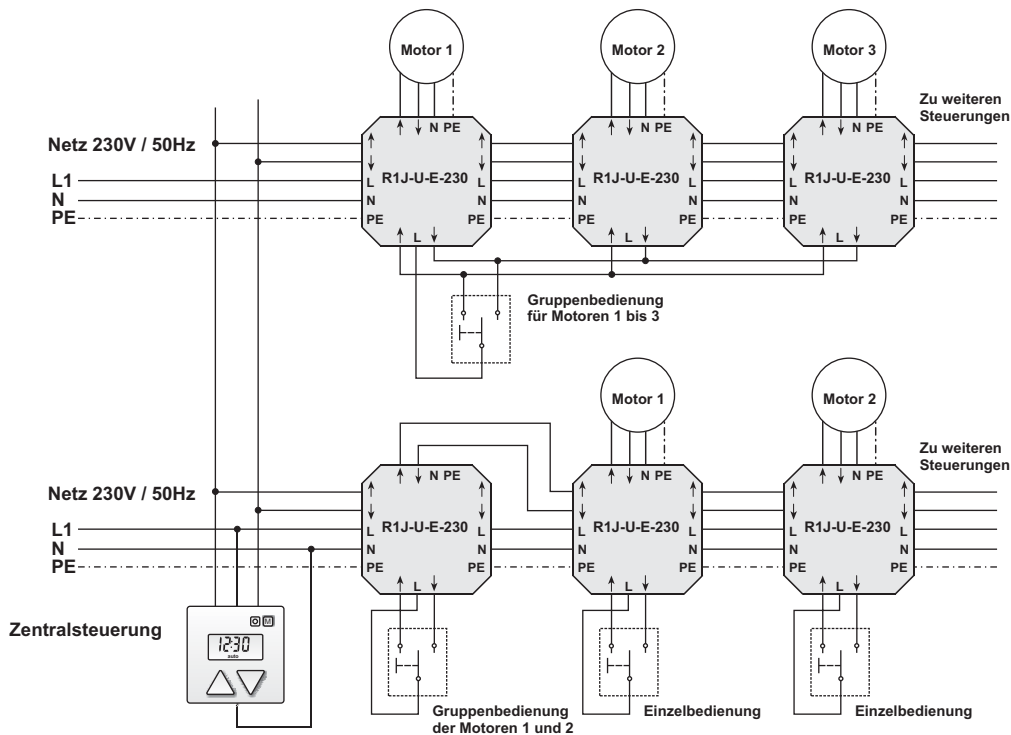 Motor 1
Motor 2
Motor 3
Zu weiteren
Steuerungen
N PE
N PE
N PE
Netz 230V / 50Hz
R1J-U-E-230
R1J-U-E-230
R1J-U-E-230
L1
L
L
L
L
L
L
N
N
N
N
N
N
N
PE
PE
PE
PE
PE
PE
PE
L
L
L
Gruppenbedienung
für Motoren 1 bis 3
Motor 1
Motor 2
Zu weiteren
Steuerungen
N PE
N PE
N PE
Netz 230V / 50Hz
R1J-U-E-230
R1J-U-E-230
R1J-U-E-230
L1
L
L
L
L
L
L
N
N
N
N
N
N
N
PE
PE
PE
PE
PE
PE
PE
L
L
L
Zentralsteuerung
M
12:30
auto
Gruppenbedienung
der Motoren 1 und 2
Einzelbedienung
Einzelbedienung